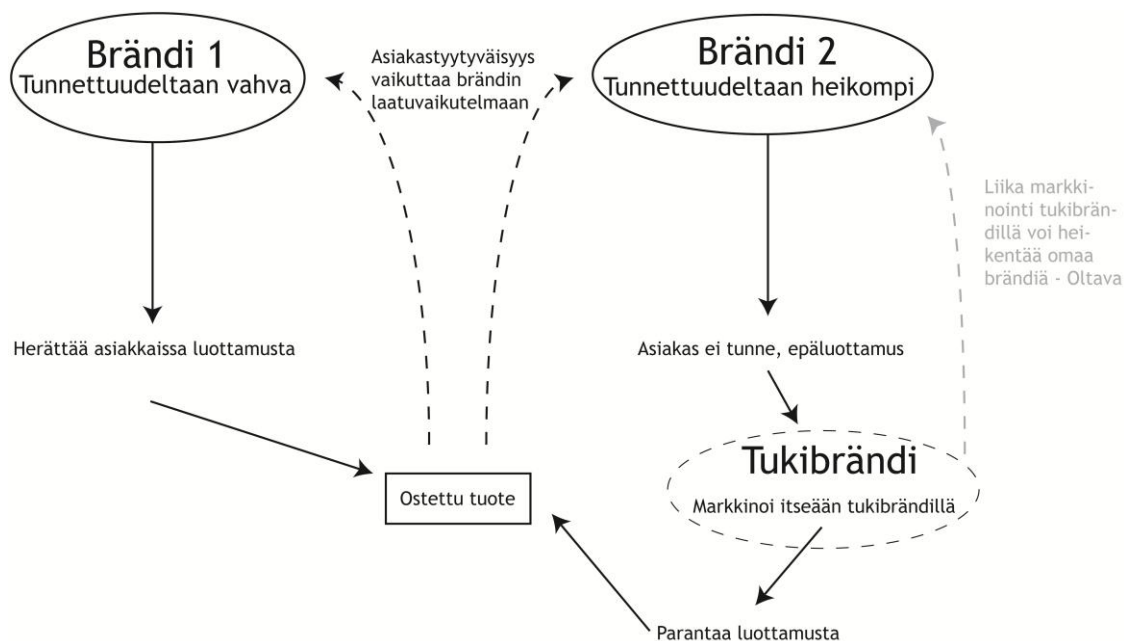 Brändi 1
Tunnettuudeltaan vahva
Asiakastyytyväisyys
vaikuttaa brändin
laatuvaikutelmaan
Brändi 2
Tunnettuudeltaan heikompi
Liika markki-
nointi tukibrän-
dillä voi hei-
kentää omaa
brändiä - Oltava
Herättää asiakkaissa luottamusta
Asiakas ei tunne, epäluottamus
Tukibrändi
Markkinoi itseään tukibrändillä
Ostettu tuote
Parantaa luottamusta